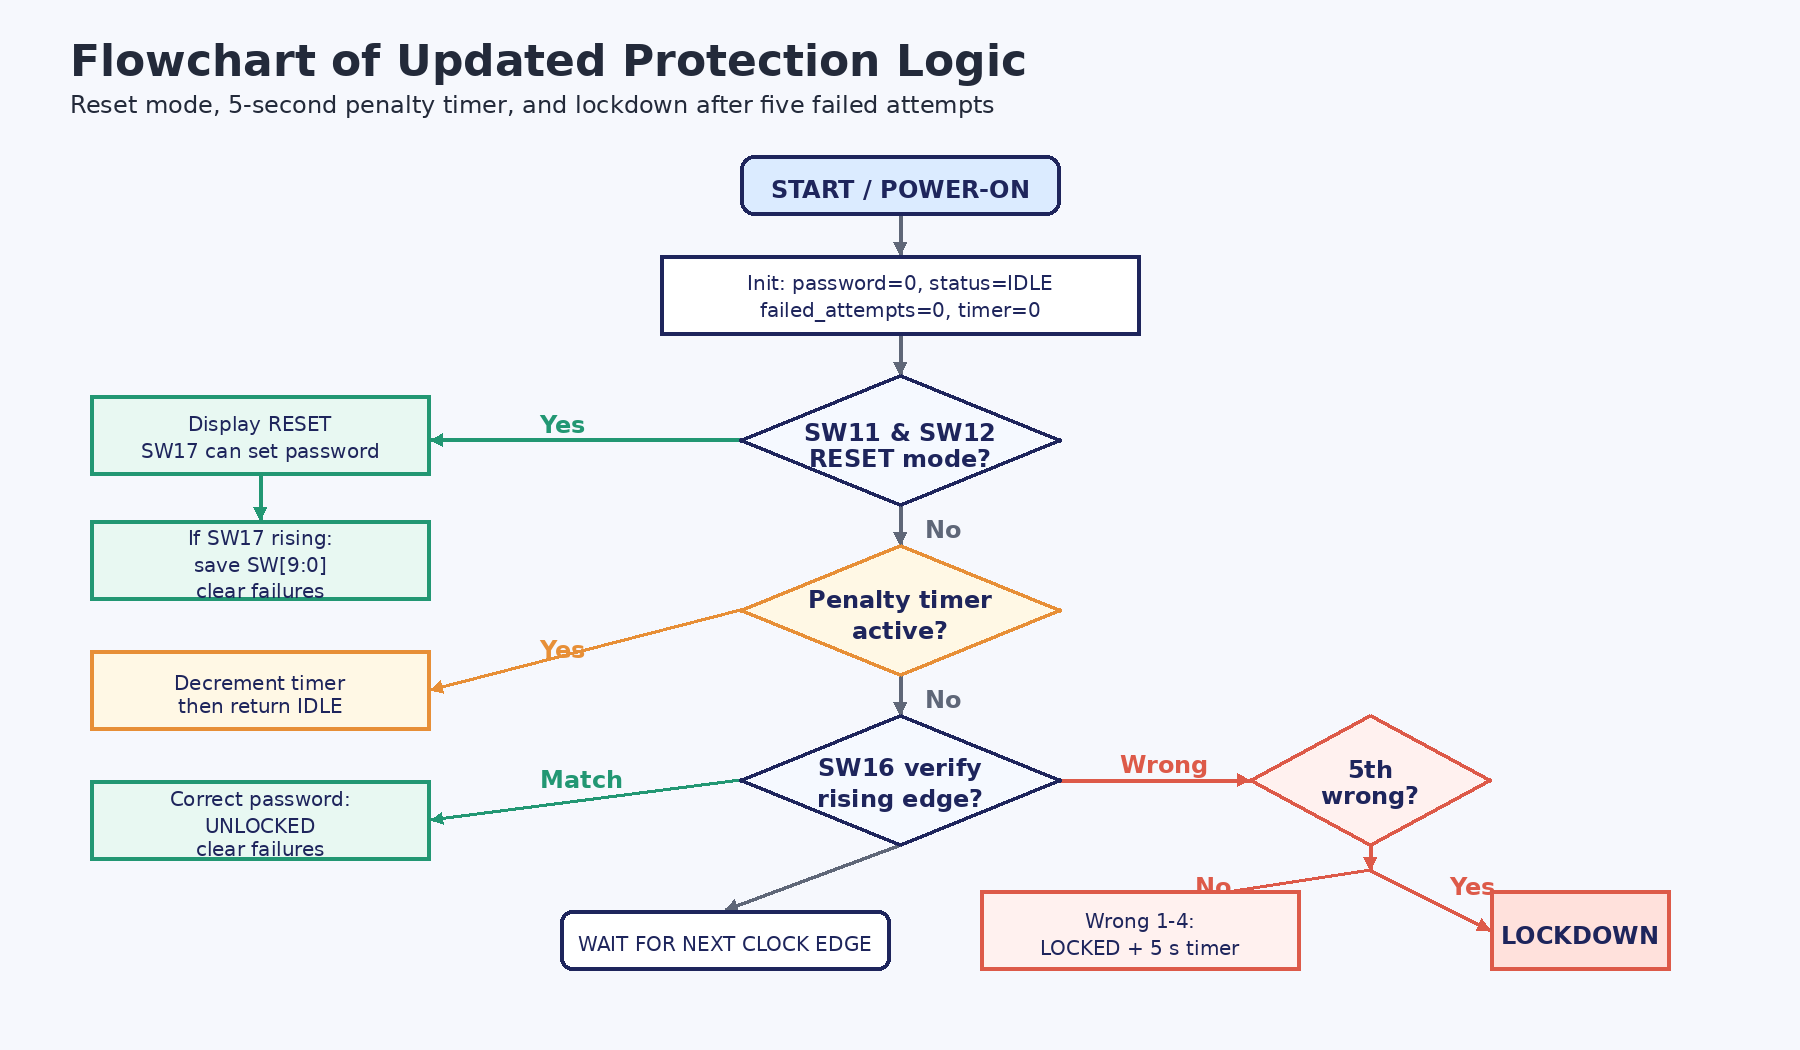 Flowchart of Updated Protection Logic
Reset mode, 5-second penalty timer, and lockdown after five failed attempts
START / POWER-ON
Init: password=0, status=IDLE
failed_attempts=0, timer=0
SW11 & SW12
RESET mode?
Yes
Display RESET
SW17 can set password
If SW17 rising:
save SW[9:0]
clear failures
No
Penalty timer
active?
Yes
Decrement timer
then return IDLE
No
SW16 verify
rising edge?
Match
Correct password:
UNLOCKED
clear failures
Wrong
5th
wrong?
No
Yes
Wrong 1-4:
LOCKED + 5 s timer
LOCKDOWN
WAIT FOR NEXT CLOCK EDGE